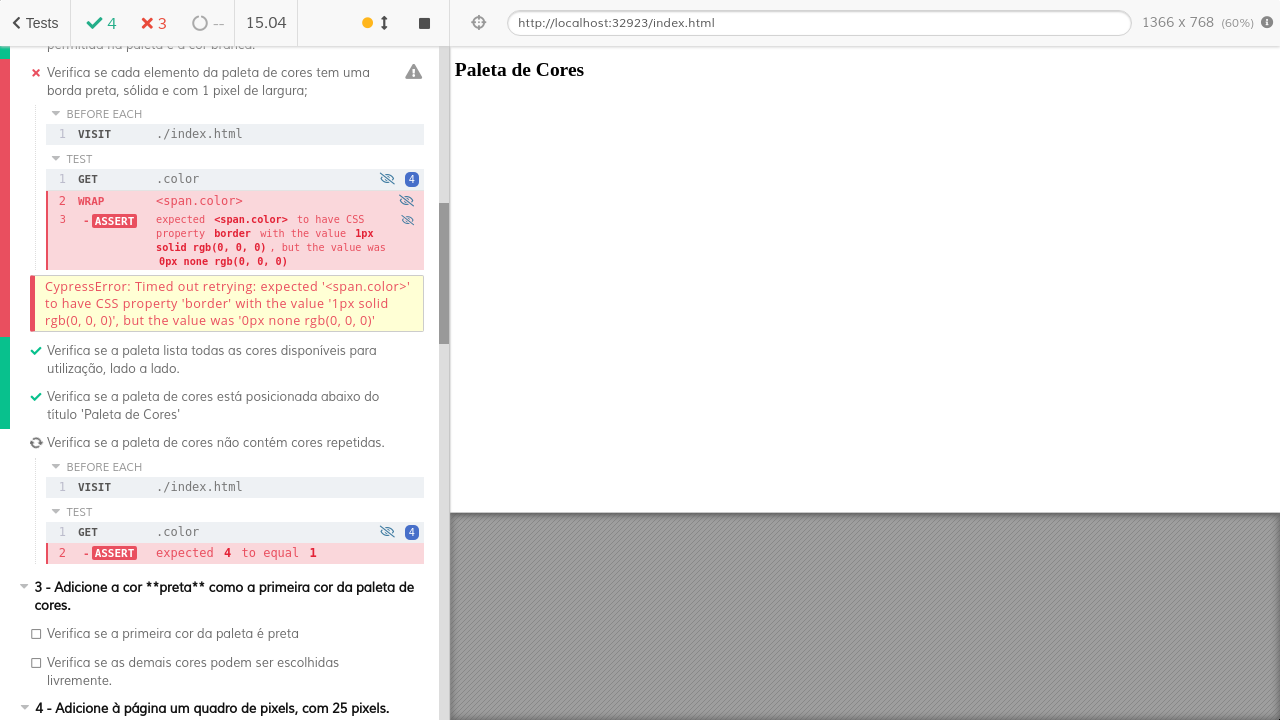 Tests
4
3
--
15.04
http://localhost:32923/index.html
1366 x 768 (60%)
permitida na paleta é a cor branca.
Verifica se cada elemento da paleta de cores tem uma
borda preta, sólida e com 1 pixel de largura;
BEFORE EACH
1 VISIT ./index.html
TEST
1 GET .color 4
2 WRAP <span.color>
3 - ASSERT expected <span.color> to have CSS
property border with the value 1px
solid rgb(0, 0, 0) , but the value was
0px none rgb(0, 0, 0)
CypressError: Timed out retrying: expected '<span.color>'
to have CSS property 'border' with the value '1px solid
rgb(0, 0, 0)', but the value was '0px none rgb(0, 0, 0)'
Verifica se a paleta lista todas as cores disponíveis para
utilização, lado a lado.
Verifica se a paleta de cores está posicionada abaixo do
título 'Paleta de Cores'
Verifica se a paleta de cores não contém cores repetidas.
BEFORE EACH
1 VISIT ./index.html
TEST
1 GET .color 4
2 - ASSERT expected 4 to equal 1
3 - Adicione a cor **preta** como a primeira cor da paleta de
cores.
Verifica se a primeira cor da paleta é preta
Verifica se as demais cores podem ser escolhidas
livremente.
4 - Adicione à página um quadro de pixels, com 25 pixels.
Paleta de Cores